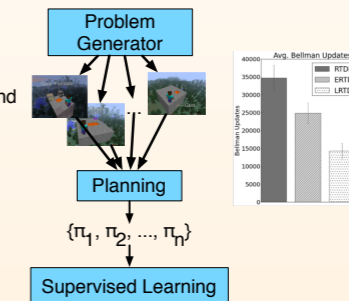 Problem
Generator
nd
...
Planning
{π1, π2, ..., πn}
Supervised Learning
Avg. Bellman Updates
Bellman Updates
40000
35000
30000
25000
20000
15000
10000
5000
0